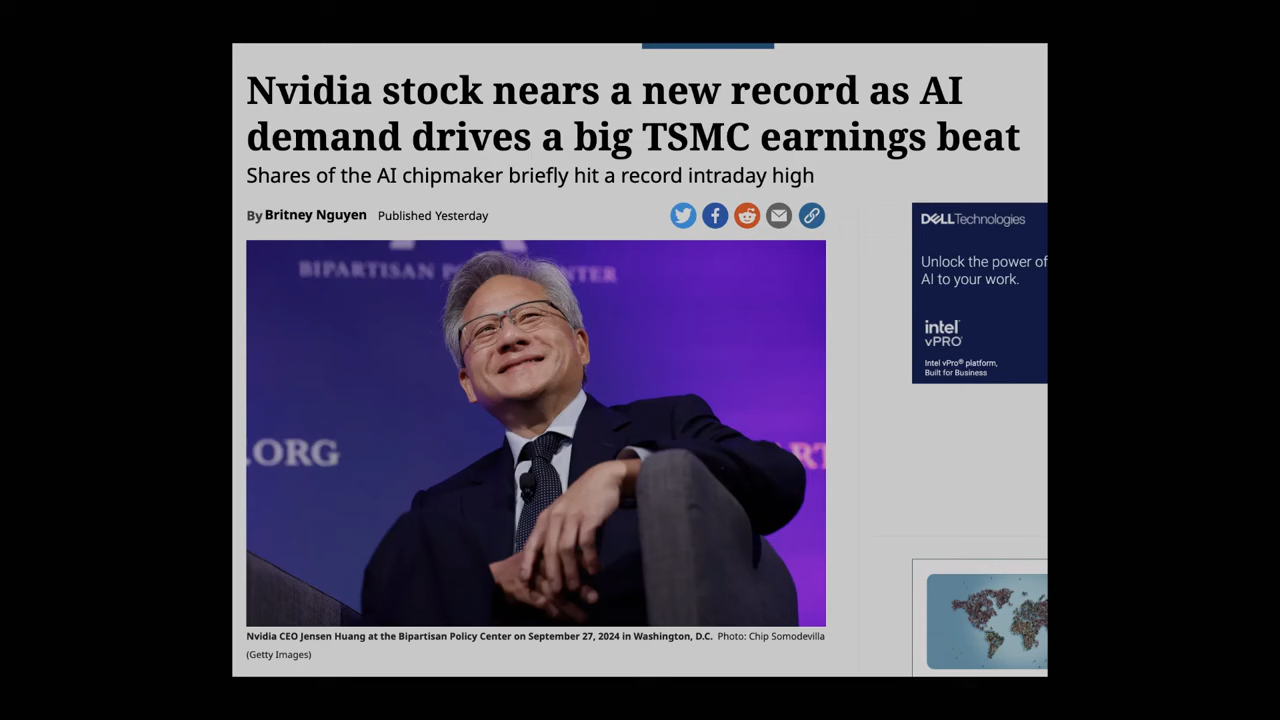 Nvidia stock nears a new record as AI
demand drives a big TSMC earnings beat
Shares of the AI chipmaker briefly hit a record intraday high
By Britney Nguyen Published Yesterday
DELLTechnologies
Unlock the power of
AI to your work.
intel
vPRO
Intel vPro® platform,
Built for Business
BIPARTISAN P NTER
.ORG
ART
Nvidia CEO Jensen Huang at the Bipartisan Policy Center on September 27, 2024 in Washington, D.C. Photo: Chip Somodevilla
(Getty Images)